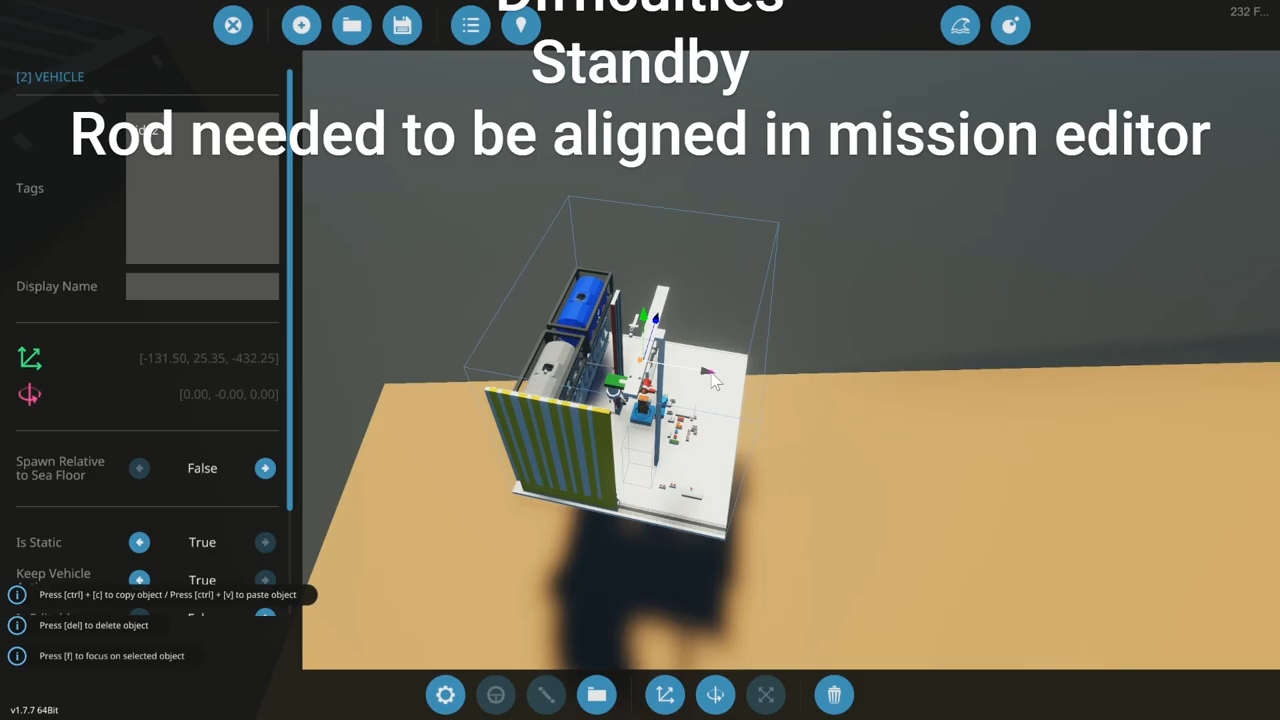 Difficulties
232 F...
Standby
[2] VEHICLE
Rod needed to be aligned in mission editor
Tags
Display Name
[-131.50, 25.35, -432.25]
[0.00, -0.00, 0.00]
Spawn Relative
to Sea Floor
False
Is Static
True
Keep Vehicle
True
Press [ctrl] + [c] to copy object / Press [ctrl] + [v] to paste object
Press [del] to delete object
Press [f] to focus on selected object
v1.7.7 64Bit